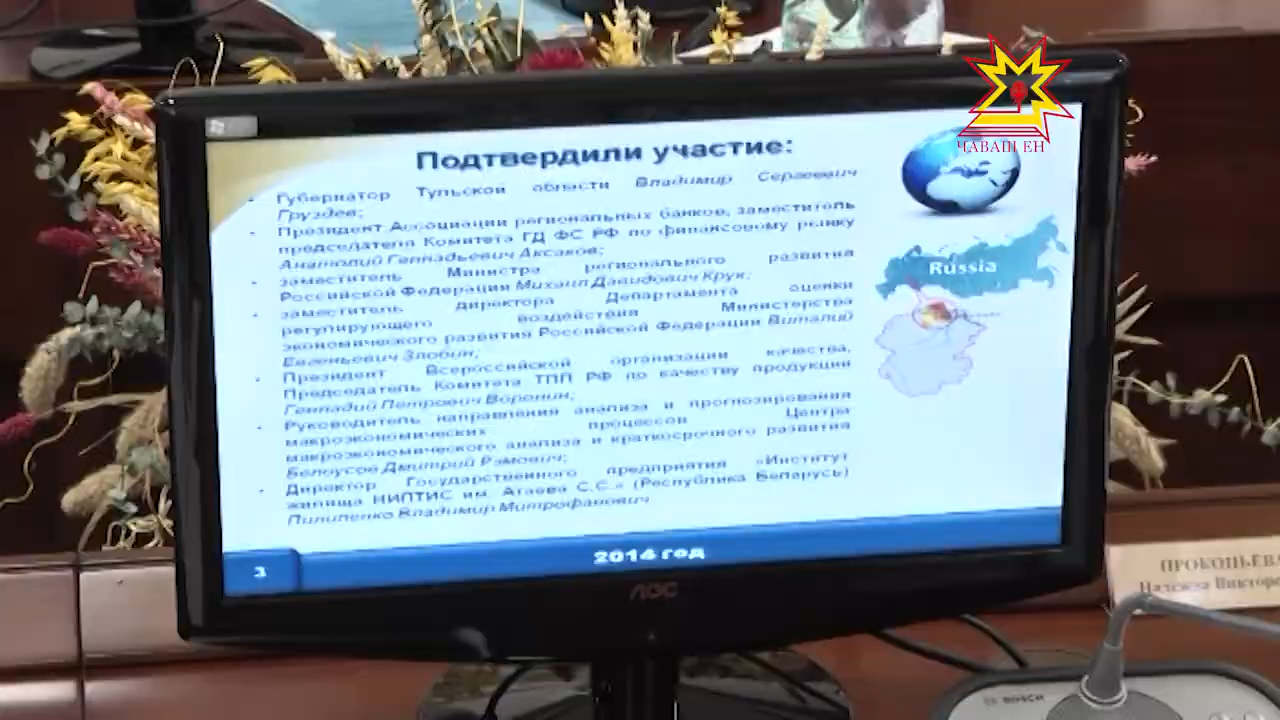 ЧӐВАШ ЕН
Подтвердили участие:
Губернатор Тульской области Владимир Сергеевич
Груздев;
Президент Ассоциации региональных банков, заместитель
председателя Комитета ГД ФС РФ по финансовому рынку
Анатолий Геннадьевич Аксаков;
заместитель Министра регионального развития
Российской Федерации Михаил Давидович Крук;
заместитель директора Департамента оценки
регулирующего воздействия Министерства
экономического развития Российской Федерации Виталий
Евгеньевич Злобин;
Президент Всероссийской организации качества,
Председатель Комитета ТПП РФ по качеству продукции
Геннадий Петрович Воронин;
Руководитель направления анализа и прогнозирования
макроэкономических процессов Центра
макроэкономического анализа и краткосрочного развития
Белоусов Дмитрий Рэмович;
Директор Государственного предприятия «Институт
жилища НИПТИС им. Атаева С.С.» (Республика Беларусь)
Пилипенко Владимир Митрофанович
Russia
3
2014 год
AOC
ПРОКОПЬЕВА
Надежда Викторо
BOSCH